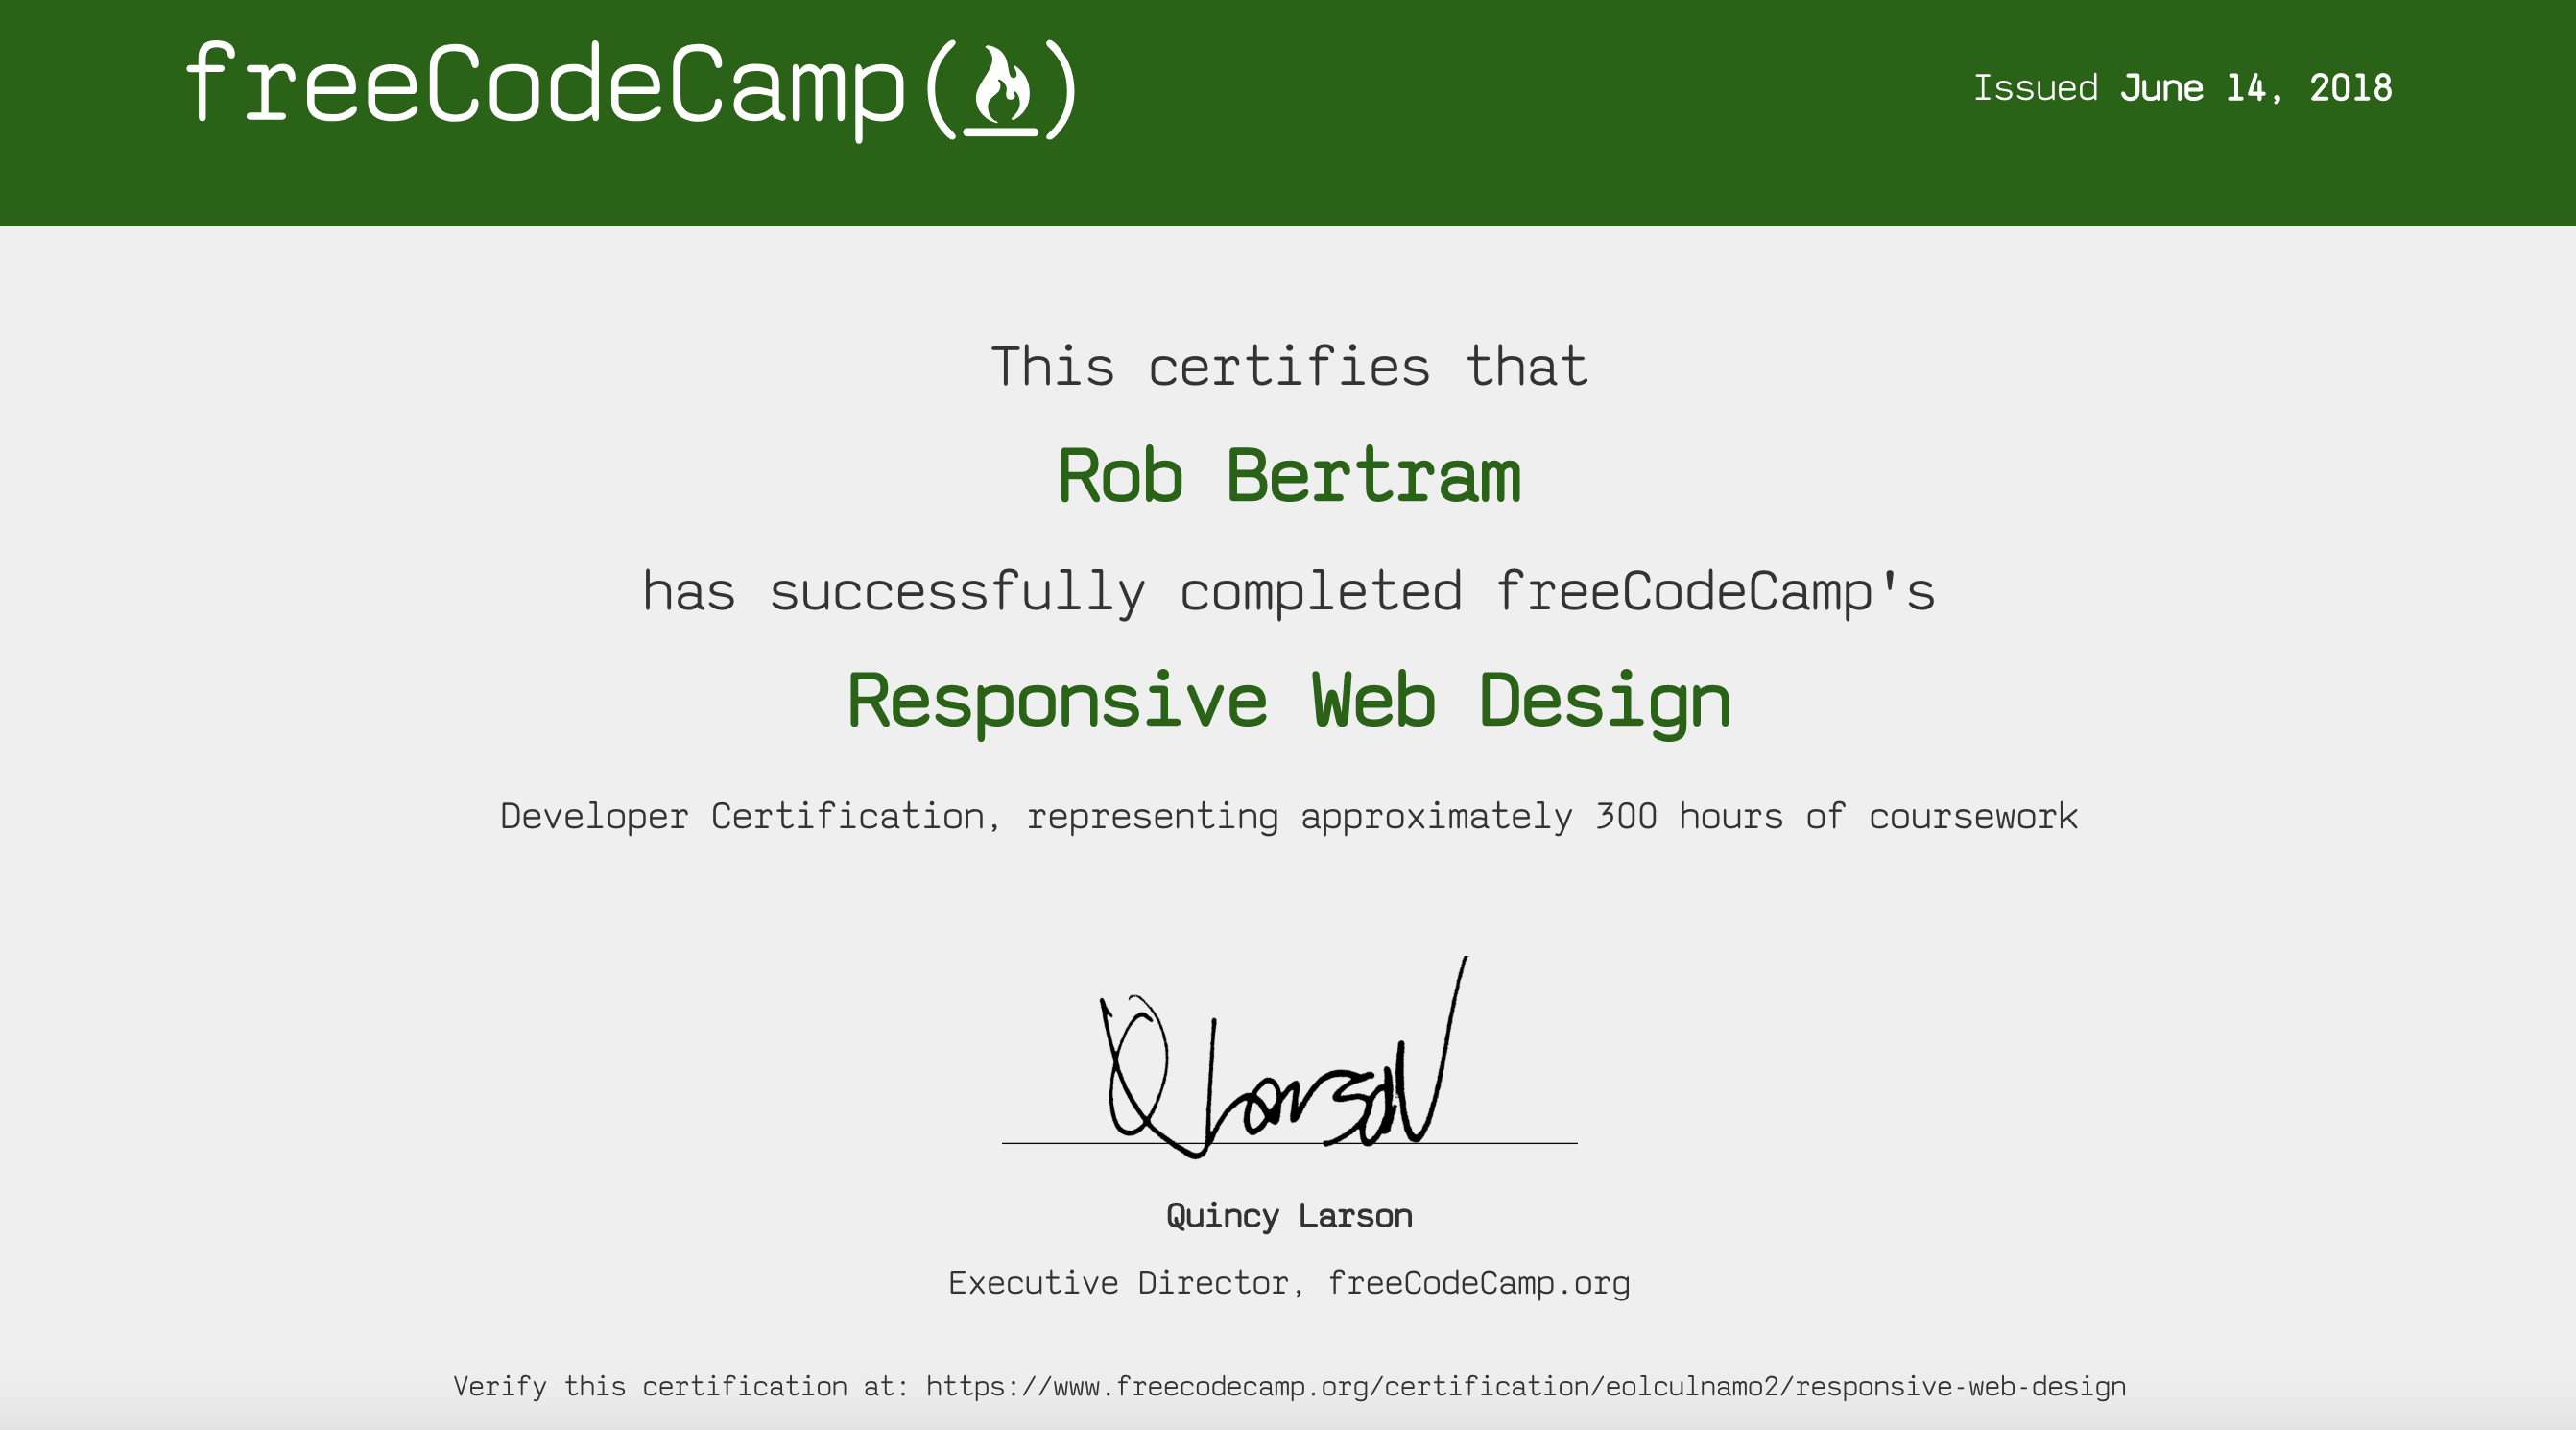 freeCodeCamp(🔥)
Issued June 14, 2018
This certifies that
Rob Bertram
has successfully completed freeCodeCamp's
Responsive Web Design
Developer Certification, representing approximately 300 hours of coursework
Q Larson
Quincy Larson
Executive Director, freeCodeCamp.org
Verify this certification at: https://www.freecodecamp.org/certification/eolculnamo2/responsive-web-design